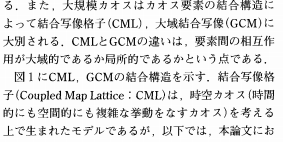 る．また，大規模カオスはカオス要素の結合構造に
よって結合写像格子(CML)，大域結合写像(GCM)に
大別される．CMLとGCMの違いは，要素間の相互作
用が大域的であるか局所的であるかという点である．
図１にCML，GCMの結合構造を示す．結合写像格
子(Coupled Map Lattice：CML)は，時空カオス(時間
的にも空間的にも複雑な挙動をなすカオス)を考える
上で生まれたモデルであるが，以下では，本論文にお